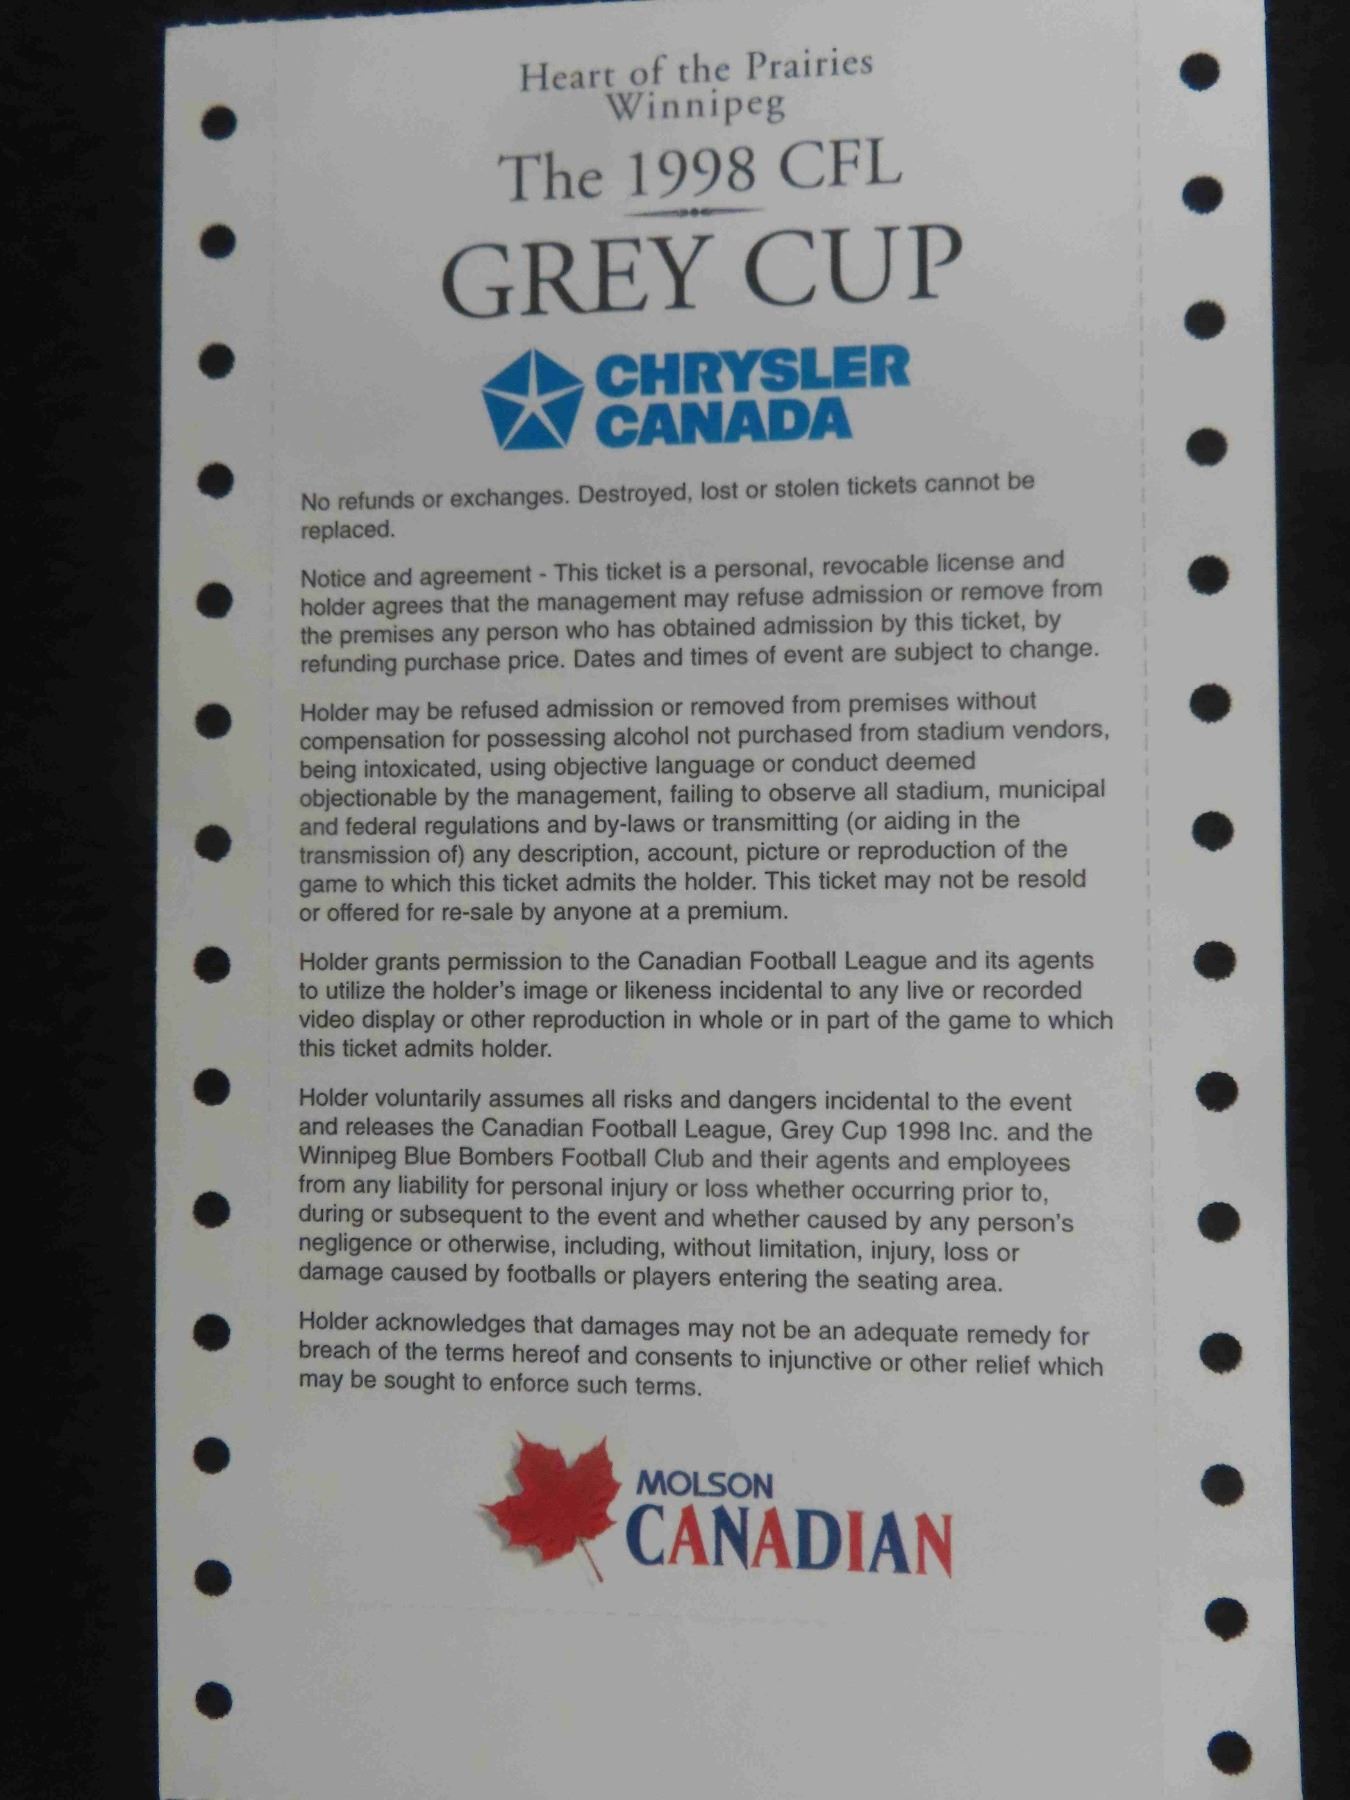 Heart of the Prairies
Winnipeg
The 1998 CFL
GREY CUP
CHRYSLER
CANADA
No refunds or exchanges. Destroyed, lost or stolen tickets cannot be
replaced.
Notice and agreement - This ticket is a personal, revocable license and
holder agrees that the management may refuse admission or remove from
the premises any person who has obtained admission by this ticket, by
refunding purchase price. Dates and times of event are subject to change.
Holder may be refused admission or removed from premises without
compensation for possessing alcohol not purchased from stadium vendors,
being intoxicated, using objective language or conduct deemed
objectionable by the management, failing to observe all stadium, municipal
and federal regulations and by-laws or transmitting (or aiding in the
transmission of) any description, account, picture or reproduction of the
game to which this ticket admits the holder. This ticket may not be resold
or offered for re-sale by anyone at a premium.
Holder grants permission to the Canadian Football League and its agents
to utilize the holder's image or likeness incidental to any live or recorded
video display or other reproduction in whole or in part of the game to which
this ticket admits holder.
Holder voluntarily assumes all risks and dangers incidental to the event
and releases the Canadian Football League, Grey Cup 1998 Inc. and the
Winnipeg Blue Bombers Football Club and their agents and employees
from any liability for personal injury or loss whether occurring prior to,
during or subsequent to the event and whether caused by any person's
negligence or otherwise, including, without limitation, injury, loss or
damage caused by footballs or players entering the seating area.
Holder acknowledges that damages may not be an adequate remedy for
breach of the terms hereof and consents to injunctive or other relief which
may be sought to enforce such terms.
MOLSON
CANADIAN